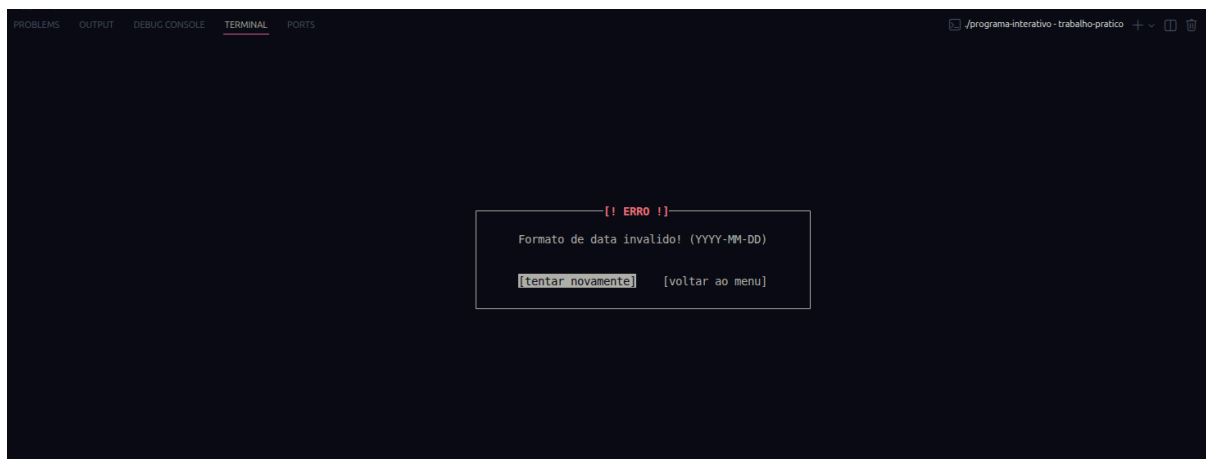 PROBLEMS OUTPUT DEBUG CONSOLE TERMINAL PORTS ./programa-interativo - trabalho-pratico
[! ERRO !]
Formato de data invalido! (YYYY-MM-DD)
[tentar novamente] [voltar ao menu]